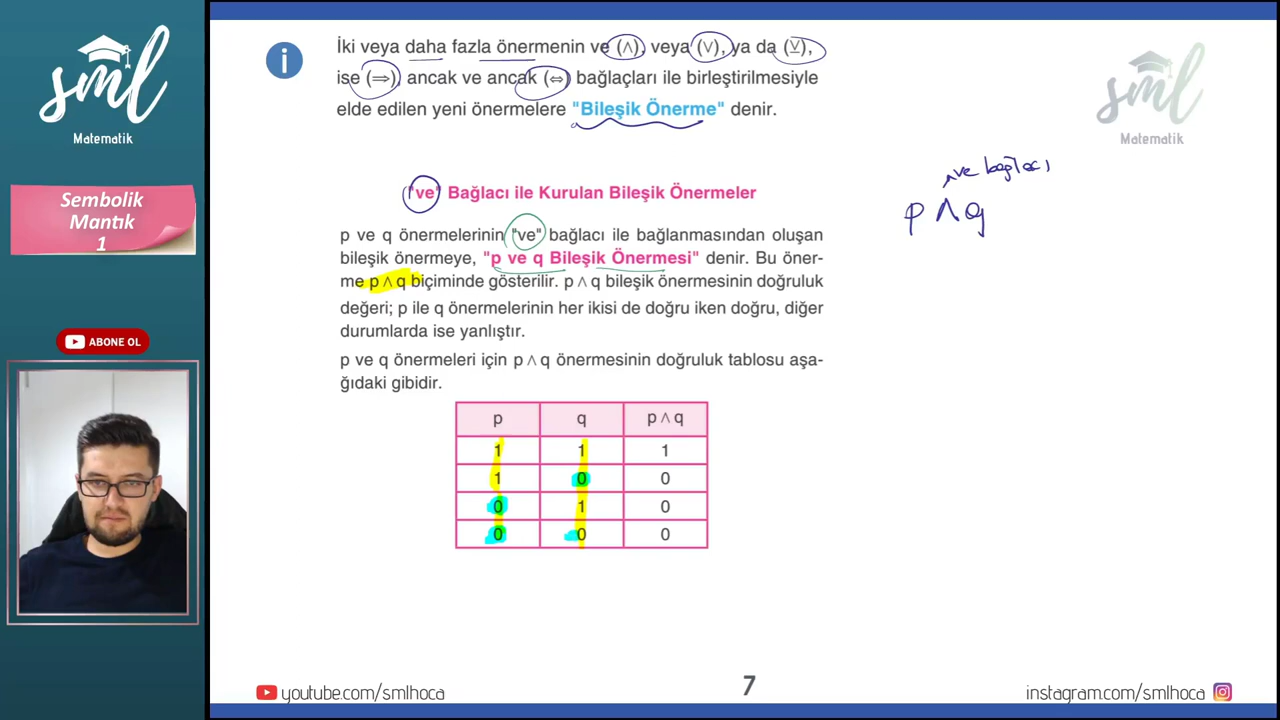 sml
Matematik
Sembolik
Mantık
1
ABONE OL
İki veya daha fazla önermenin ve (∧), veya (∨), ya da (⊻),
ise (⇒), ancak ve ancak (⇔) bağlaçları ile birleştirilmesiyle
elde edilen yeni önermelere "Bileşik Önerme" denir.
sml
Matematik
"ve" Bağlacı ile Kurulan Bileşik Önermeler
p ve q önermelerinin "ve" bağlacı ile bağlanmasından oluşan
bileşik önermeye, "p ve q Bileşik Önermesi" denir. Bu öner-
me p ∧ q biçiminde gösterilir. p ∧ q bileşik önermesinin doğruluk
değeri; p ile q önermelerinin her ikisi de doğru iken doğru, diğer
durumlarda ise yanlıştır.
p ve q önermeleri için p ∧ q önermesinin doğruluk tablosu aşa-
ğıdaki gibidir.
p q p ∧ q
1 1 1
1 0 0
0 1 0
0 0 0
ve bağlacı
p ∧ q
youtube.com/smlhoca
7
instagram.com/smlhoca